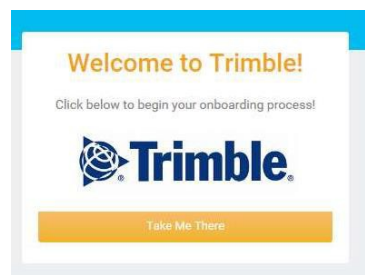 Welcome to Trimble!
Click below to begin your onboarding process!
Trimble®
Take Me There